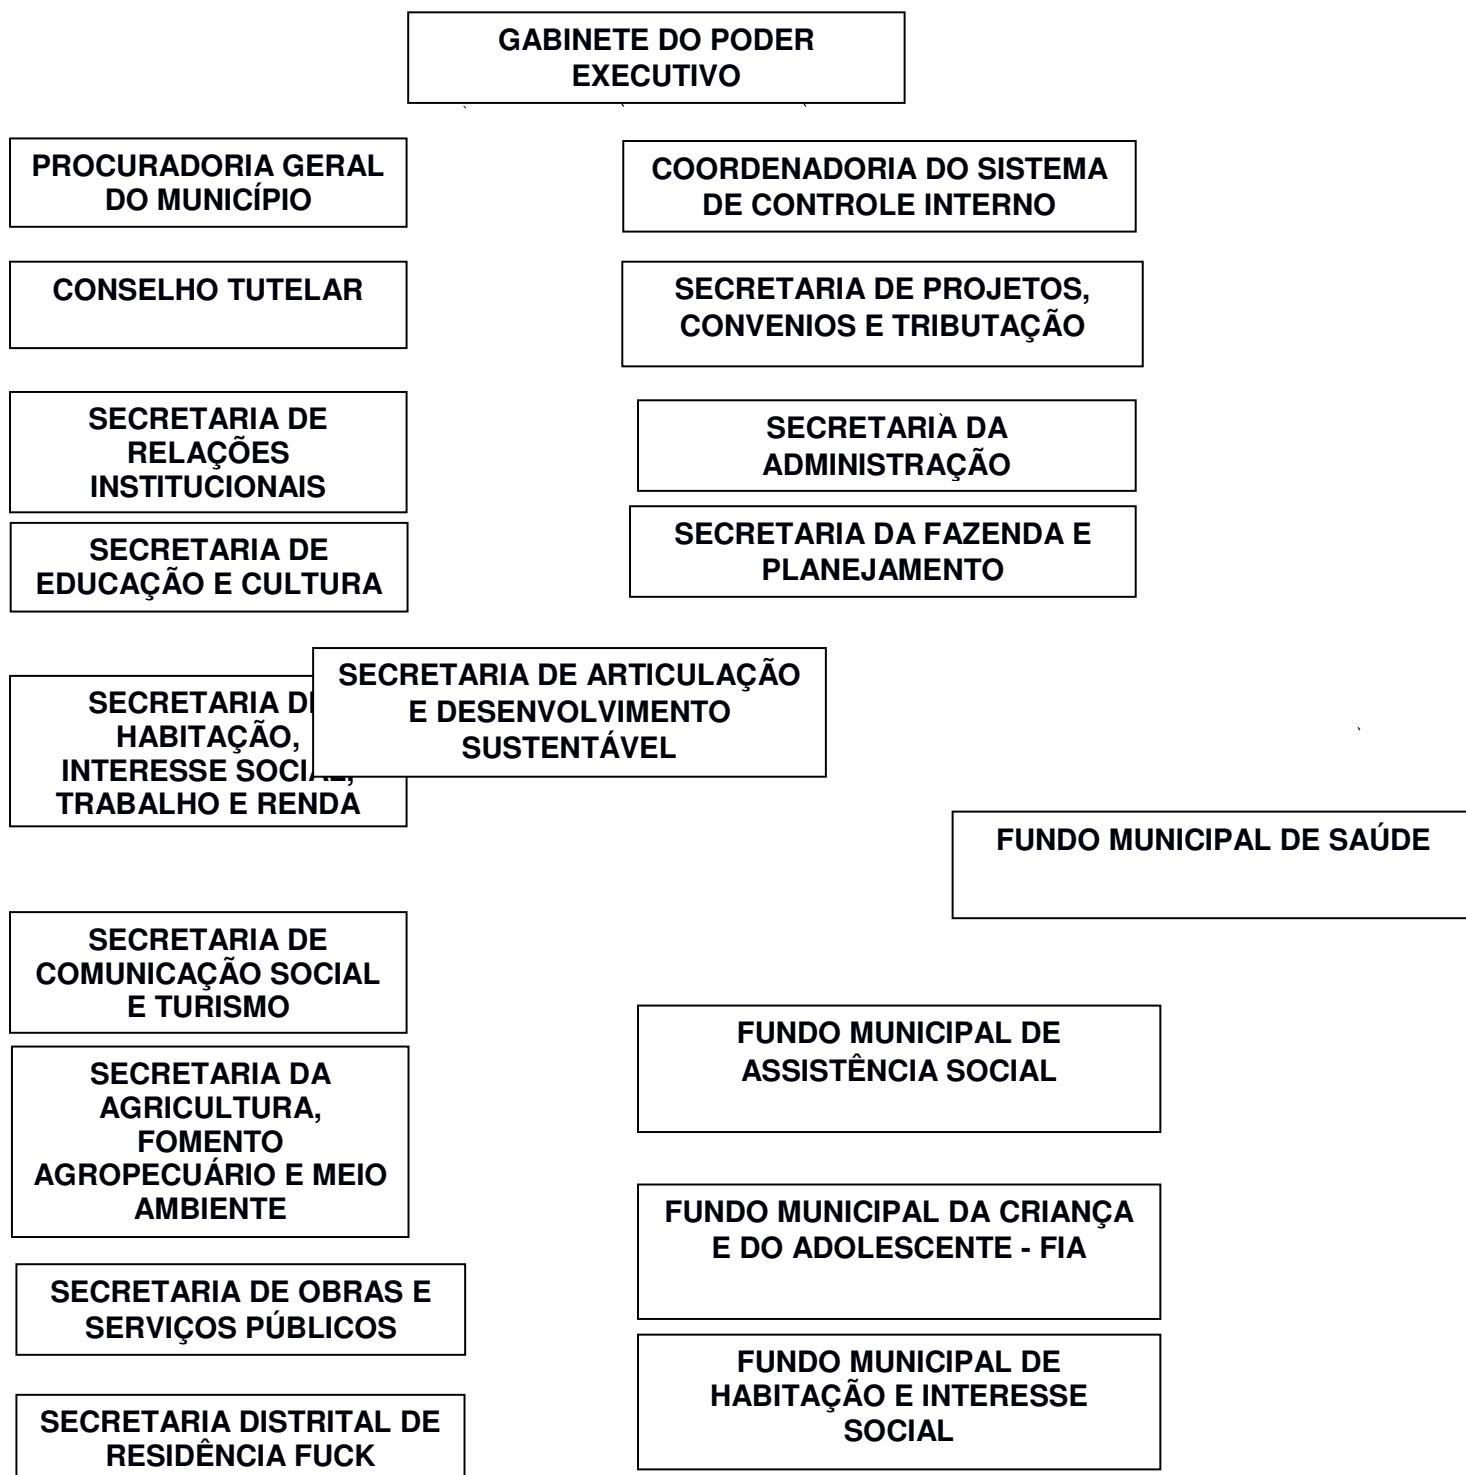 GABINETE DO PODER
EXECUTIVO
PROCURADORIA GERAL
DO MUNICÍPIO
COORDENADORIA DO SISTEMA
DE CONTROLE INTERNO
CONSELHO TUTELAR
SECRETARIA DE PROJETOS,
CONVENIOS E TRIBUTAÇÃO
SECRETARIA DE
RELAÇÕES
INSTITUCIONAIS
SECRETARIA DA
ADMINISTRAÇÃO
SECRETARIA DE
EDUCAÇÃO E CULTURA
SECRETARIA DA FAZENDA E
PLANEJAMENTO
SECRETARIA DE ARTICULAÇÃO
E DESENVOLVIMENTO
SUSTENTÁVEL
SECRETARIA DE
HABITAÇÃO,
INTERESSE SOCIAL,
TRABALHO E RENDA
FUNDO MUNICIPAL DE SAÚDE
SECRETARIA DE
COMUNICAÇÃO SOCIAL
E TURISMO
FUNDO MUNICIPAL DE
ASSISTÊNCIA SOCIAL
SECRETARIA DA
AGRICULTURA,
FOMENTO
AGROPECUÁRIO E MEIO
AMBIENTE
FUNDO MUNICIPAL DA CRIANÇA
E DO ADOLESCENTE - FIA
SECRETARIA DE OBRAS E
SERVIÇOS PÚBLICOS
FUNDO MUNICIPAL DE
HABITAÇÃO E INTERESSE
SOCIAL
SECRETARIA DISTRITAL DE
RESIDÊNCIA FUCK